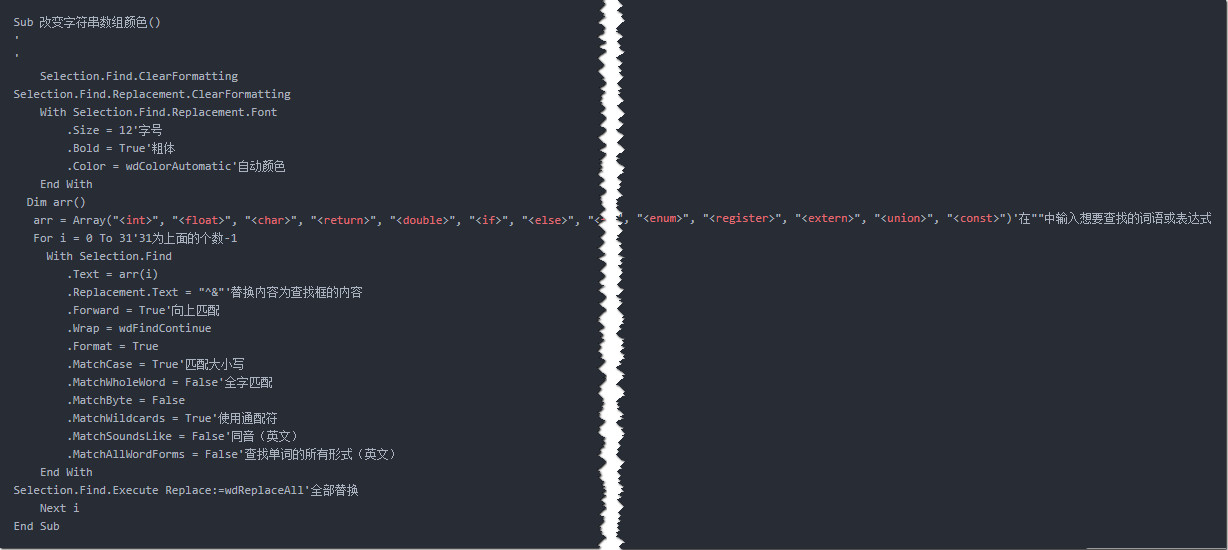 Sub 改变字符串数组颜色()
'
'
Selection.Find.ClearFormatting
Selection.Find.Replacement.ClearFormatting
With Selection.Find.Replacement.Font
.Size = 12'字号
.Bold = True'粗体
.Color = wdColorAutomatic'自动颜色
End With
Dim arr()
arr = Array("<int>", "<float>", "<char>", "<return>", "<double>", "<if>", "<else>", "< ", "<enum>", "<register>", "<extern>", "<union>", "<const>")'在""中输入想要查找的词语或表达式
For i = 0 To 31'31为上面的个数-1
With Selection.Find
.Text = arr(i)
.Replacement.Text = "^&"'替换内容为查找框的内容
.Forward = True'向上匹配
.Wrap = wdFindContinue
.Format = True
.MatchCase = True'匹配大小写
.MatchWholeWord = False'全字匹配
.MatchByte = False
.MatchWildcards = True'使用通配符
.MatchSoundsLike = False'同音（英文）
.MatchAllWordForms = False'查找单词的所有形式（英文）
End With
Selection.Find.Execute Replace:=wdReplaceAll'全部替换
Next i
End Sub